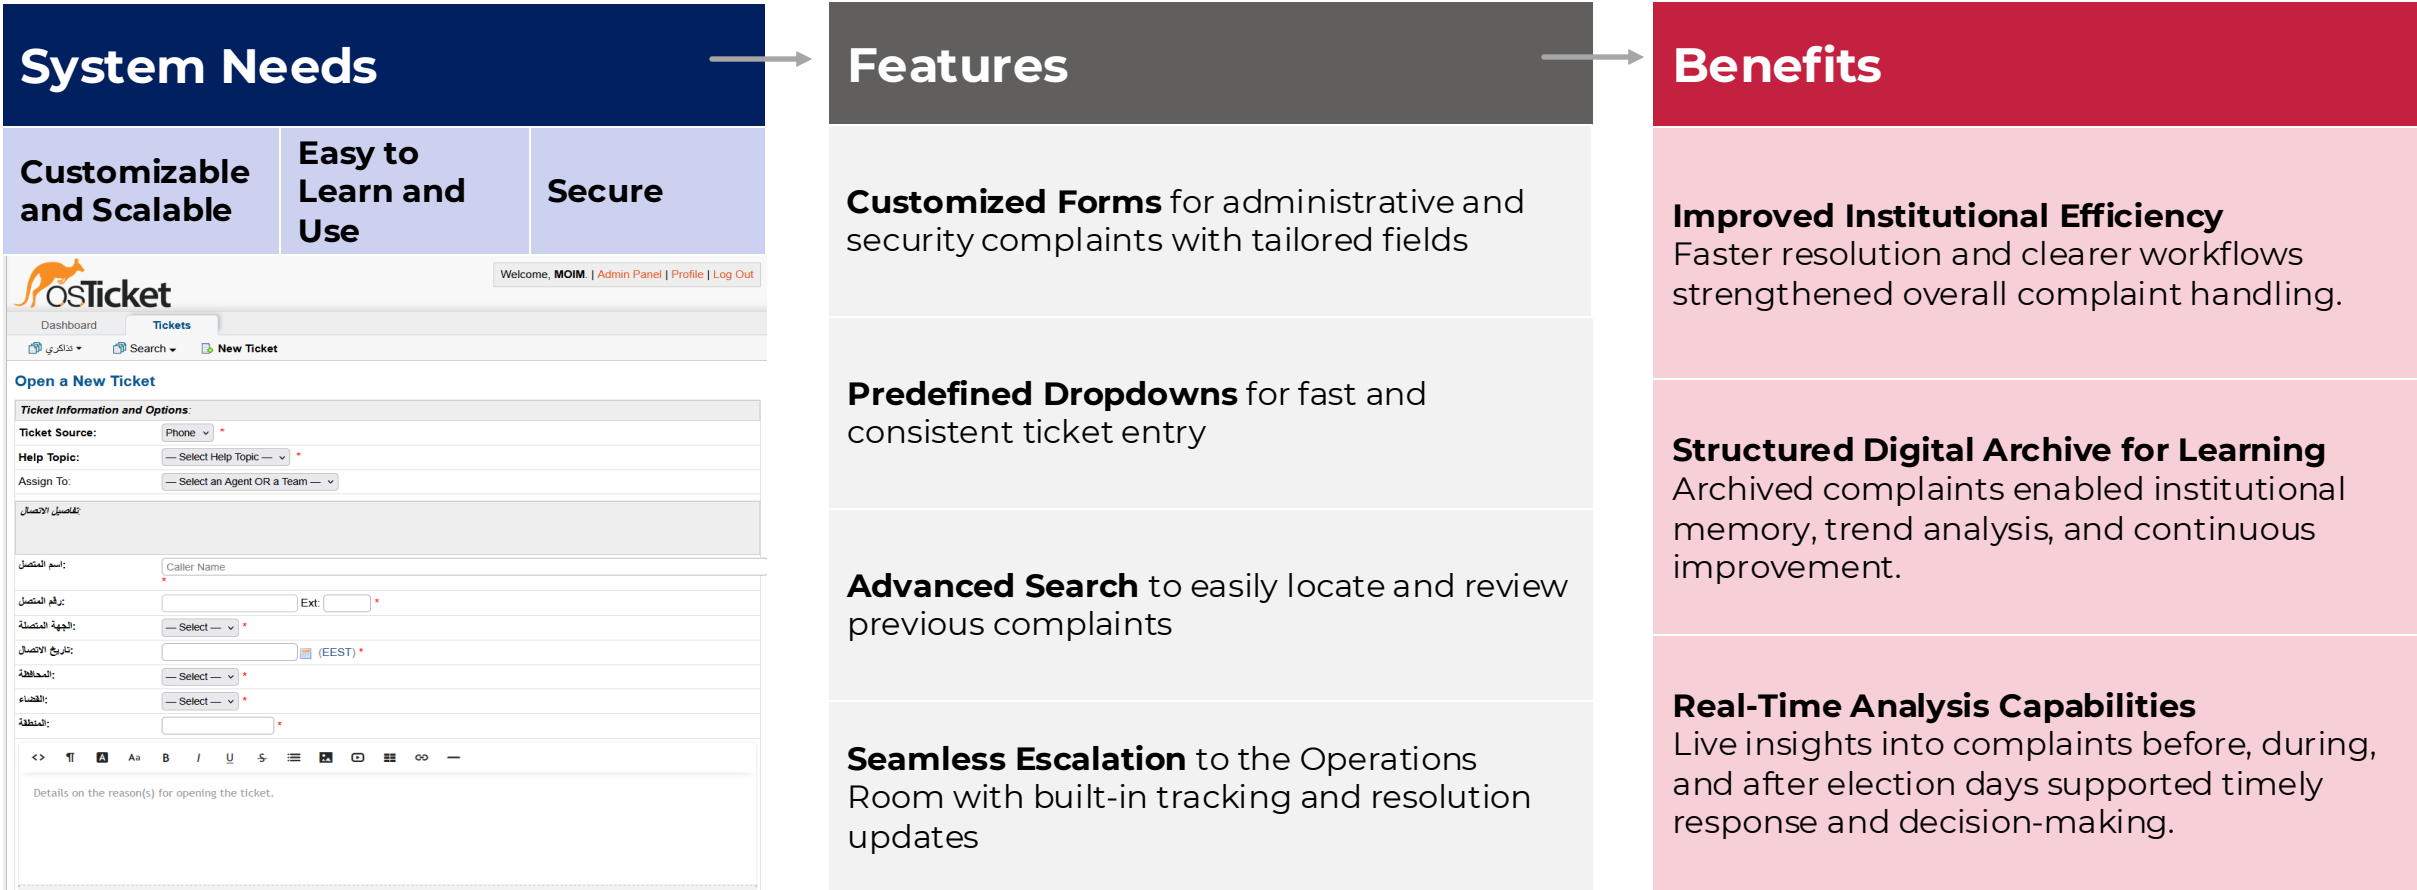 System Needs
Customizable
and Scalable
Easy to
Learn and
Use
Secure
osTicket
Welcome, MOIM. | Admin Panel | Profile | Log Out
Dashboard
Tickets
تذاكري
Search
New Ticket
Open a New Ticket
Ticket Information and Options:
Ticket Source:
Phone
*
Help Topic:
— Select Help Topic —
*
Assign To:
— Select an Agent OR a Team —
تفاصيل الاتصال:
اسم المتصل:
Caller Name
*
رقم المتصل:
Ext:
*
الجهة المتصلة:
— Select —
*
تاريخ الاتصال:
(EEST) *
المحافظة:
— Select —
*
القضاء:
— Select —
*
المنطقة:
*
<> ¶ A Aa B I U S
Details on the reason(s) for opening the ticket.
Features
Customized Forms for administrative and
security complaints with tailored fields
Predefined Dropdowns for fast and
consistent ticket entry
Advanced Search to easily locate and review
previous complaints
Seamless Escalation to the Operations
Room with built-in tracking and resolution
updates
Benefits
Improved Institutional Efficiency
Faster resolution and clearer workflows
strengthened overall complaint handling.
Structured Digital Archive for Learning
Archived complaints enabled institutional
memory, trend analysis, and continuous
improvement.
Real-Time Analysis Capabilities
Live insights into complaints before, during,
and after election days supported timely
response and decision-making.